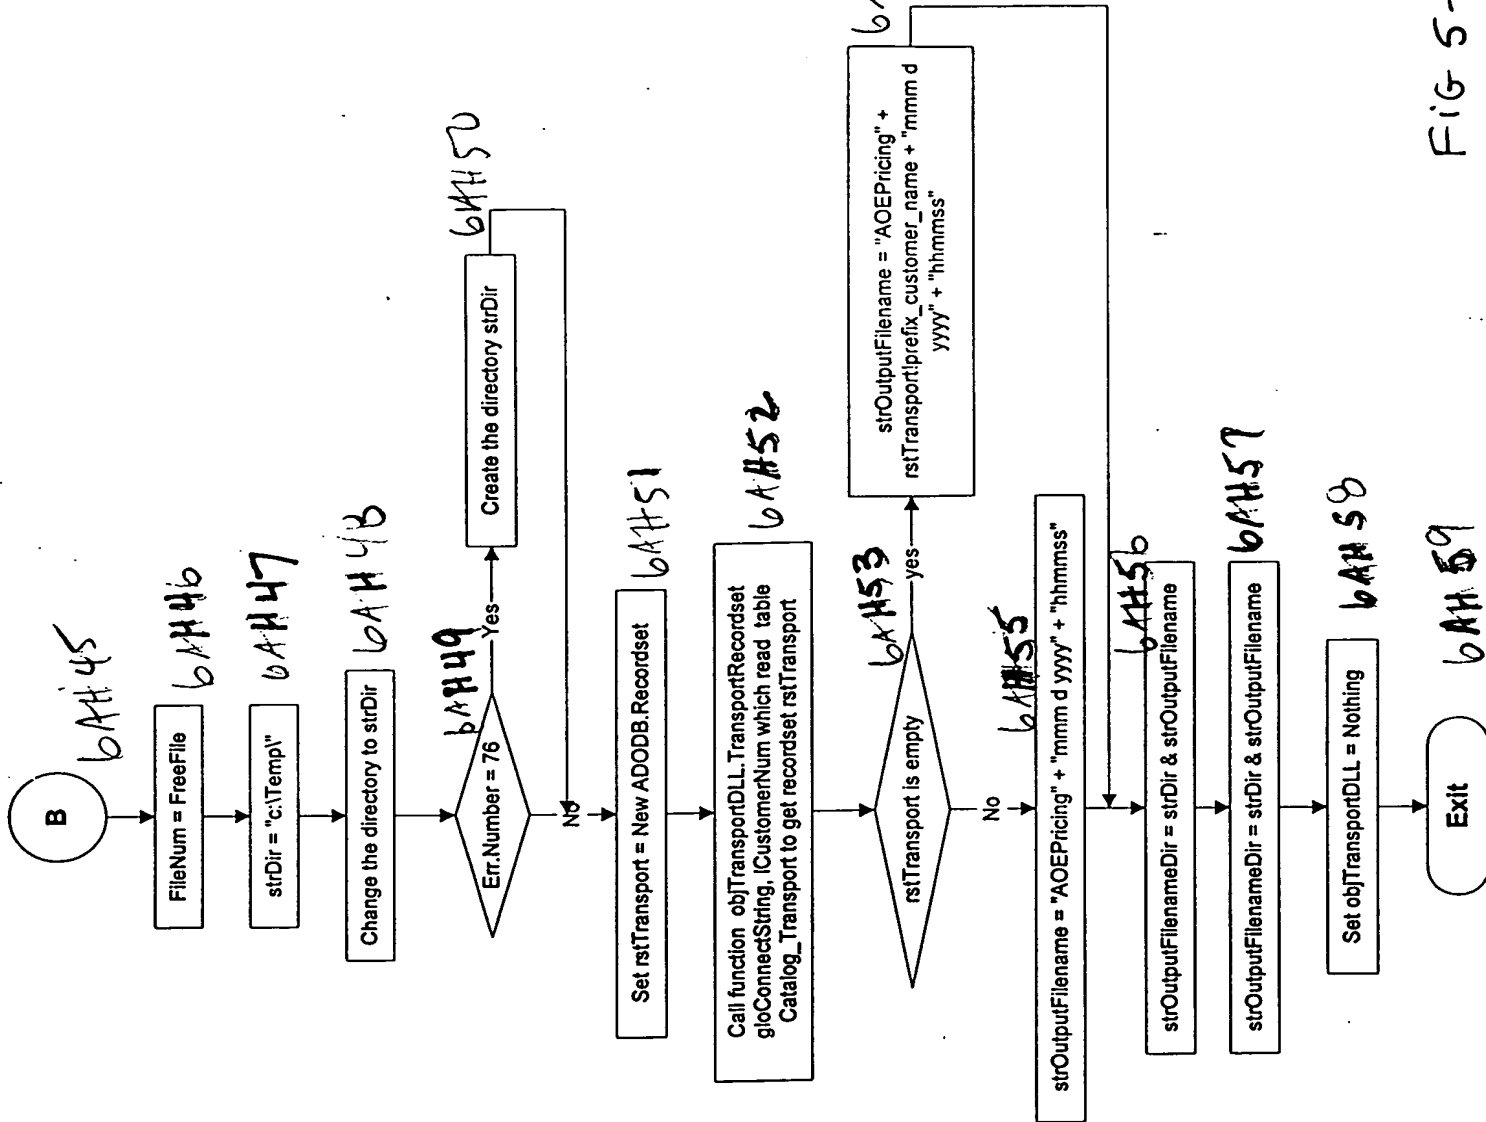 B
6AH45
FileNum = FreeFile
6AH46
strDir = "c:\Temp\"
6AH47
Change the directory to strDir
6AH48
Err.Number = 76
6AH49
Yes
Create the directory strDir
6AH50
No
Set rstTransport = New ADODB.Recordset
6AH51
Call function objTransportDLL.TransportRecordset
gloConnectString, lCustomerNum which read table
Catalog_Transport to get recordset rstTransport
6AH52
rstTransport is empty
6AH53
yes
strOutputFilename = "AOEPricing" +
rstTransport!prefix_customer_name + "mmm d
yyyy" + "hhmmss"
No
strOutputFilename = "AOEPricing" + "mmm d yyyy" + "hhmmss"
6AH55
strOutputFilenameDir = strDir & strOutputFilename
6AH56
strOutputFilenameDir = strDir & strOutputFilename
6AH57
Set objTransportDLL = Nothing
6AH58
Exit
6AH59
FiG 5-